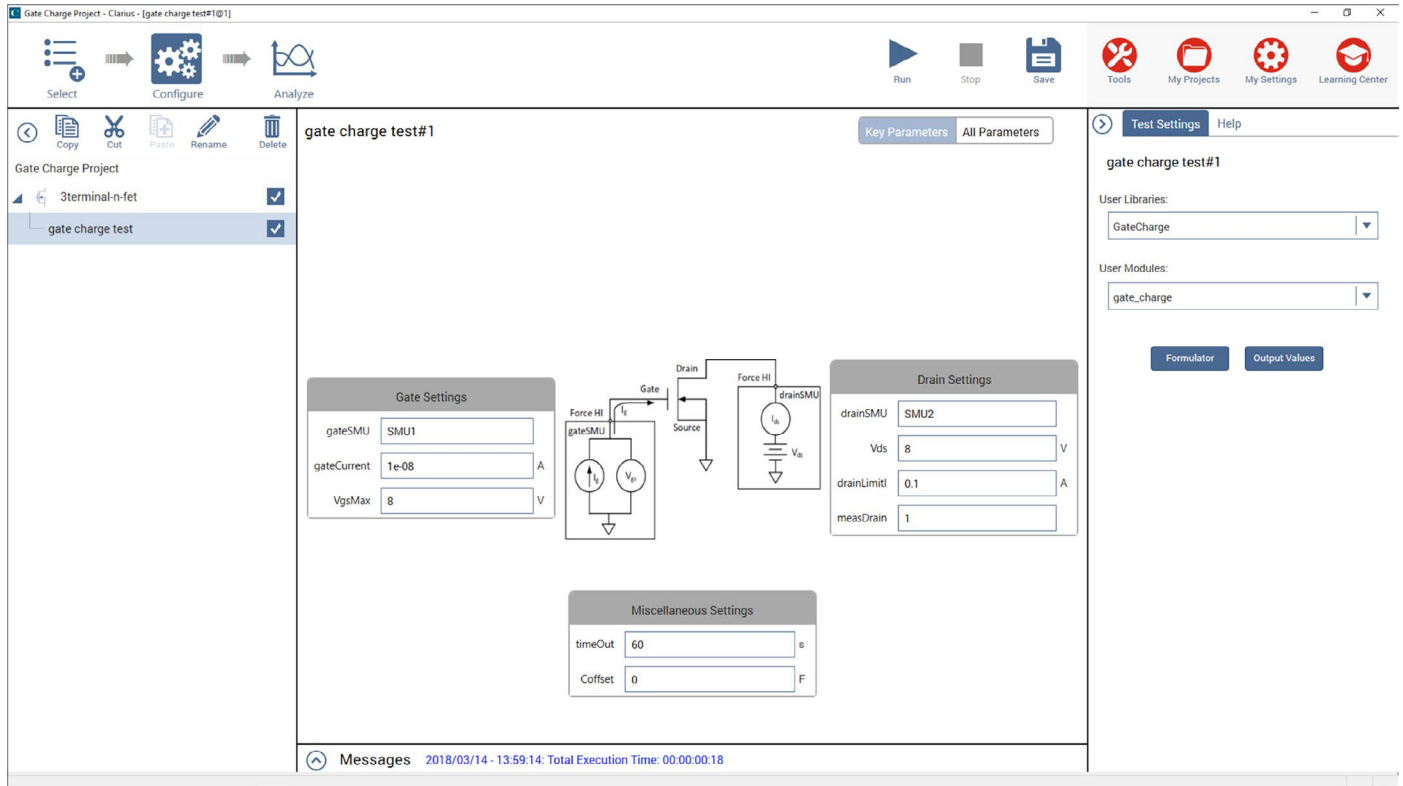 Gate Charge Project - Clarius - [gate charge test#1@1]
Select
Configure
Analyze
Run
Stop
Save
Tools
My Projects
My Settings
Learning Center
Copy
Cut
Paste
Rename
Delete
Gate Charge Project
3terminal-n-fet
gate charge test
gate charge test#1
Key Parameters
All Parameters
Gate Settings
gateSMU SMU1
gateCurrent 1e-08 A
VgsMax 8 V
Drain
Gate
Force HI
Ig
gateSMU
Source
Ig
Vgs
Force HI
drainSMU
Ids
Vds
Drain Settings
drainSMU SMU2
Vds 8 V
drainLimitI 0.1 A
measDrain 1
Miscellaneous Settings
timeOut 60 s
Coffset 0 F
Messages 2018/03/14 - 13:59:14: Total Execution Time: 00:00:00:18
Test Settings
Help
gate charge test#1
User Libraries:
GateCharge
User Modules:
gate_charge
Formulator
Output Values